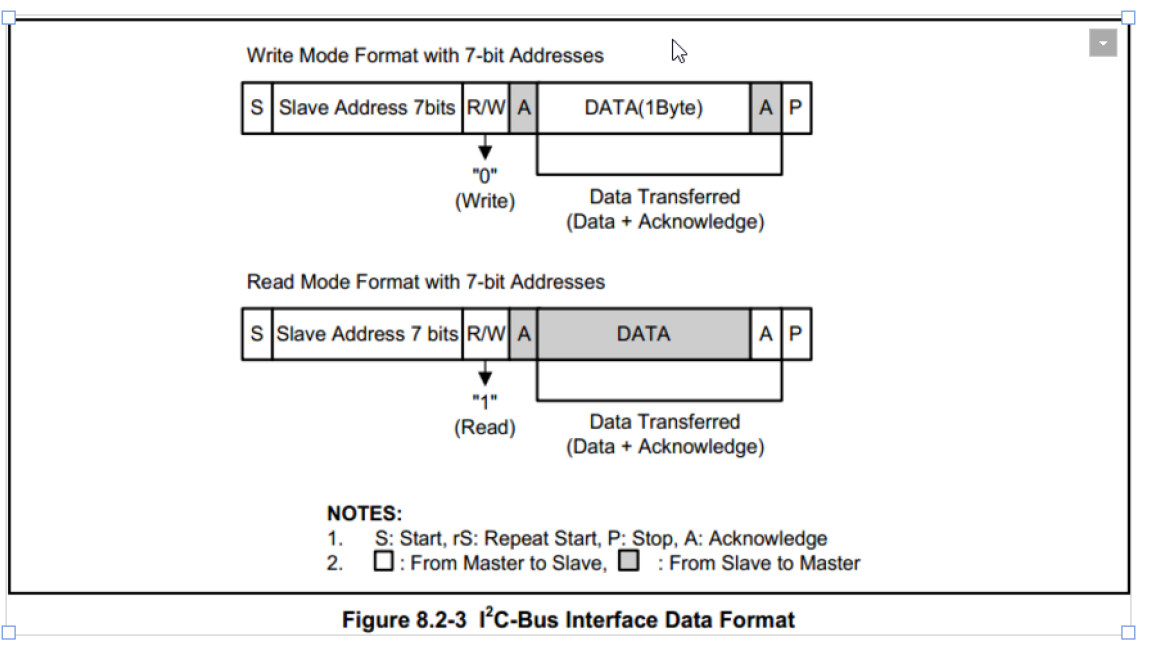 Write Mode Format with 7-bit Addresses
S Slave Address 7bits R/W A DATA(1Byte) A P
"0"
(Write)
Data Transferred
(Data + Acknowledge)
Read Mode Format with 7-bit Addresses
S Slave Address 7 bits R/W A DATA A P
"1"
(Read)
Data Transferred
(Data + Acknowledge)
NOTES:
1. S: Start, rS: Repeat Start, P: Stop, A: Acknowledge
2. : From Master to Slave, : From Slave to Master
Figure 8.2-3 I²C-Bus Interface Data Format